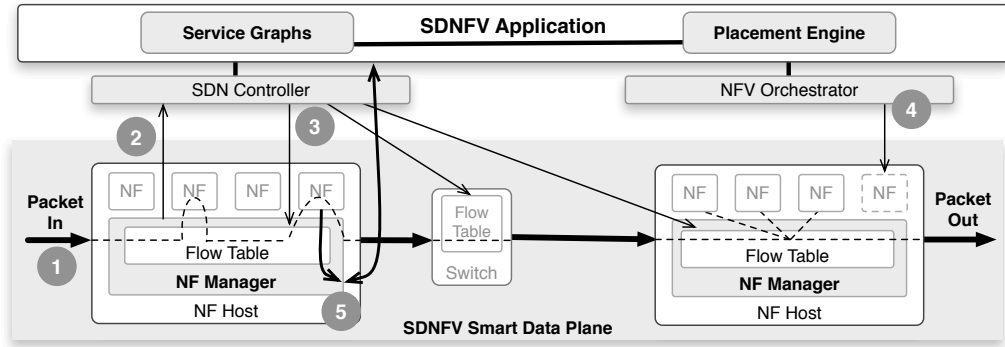 SDNFV Application
Service Graphs
Placement Engine
SDN Controller
NFV Orchestrator
2
3
4
NF
NF
NF
NF
NF
NF
NF
NF
Packet
In
Flow
Table
Packet
Out
1
Flow Table
Flow Table
Switch
NF Manager
NF Manager
5
NF Host
NF Host
SDNFV Smart Data Plane